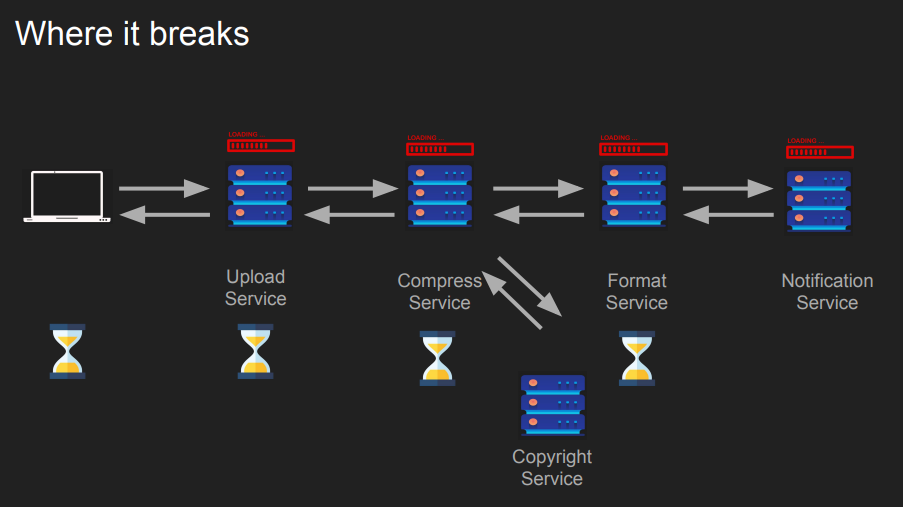 Where it breaks
LOADING ...
LOADING ...
LOADING ...
LOADING ...
Upload
Service
Compress
Service
Format
Service
Notification
Service
Copyright
Service